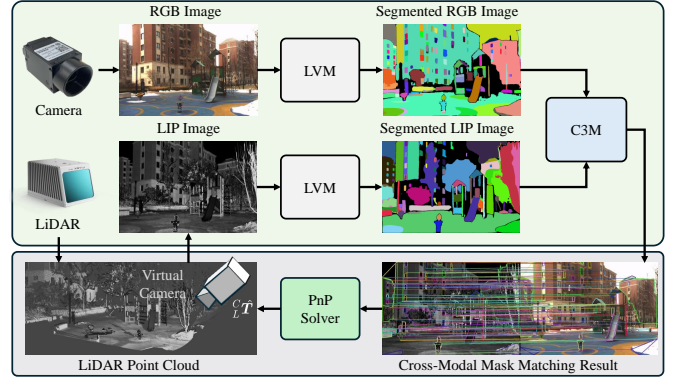 RGB Image
Segmented RGB Image
LVM
Camera
C3M
LIP Image
Segmented LIP Image
LVM
LiDAR
Virtual
Camera
PnP
Solver
LiDAR Point Cloud
Cross-Modal Mask Matching Result